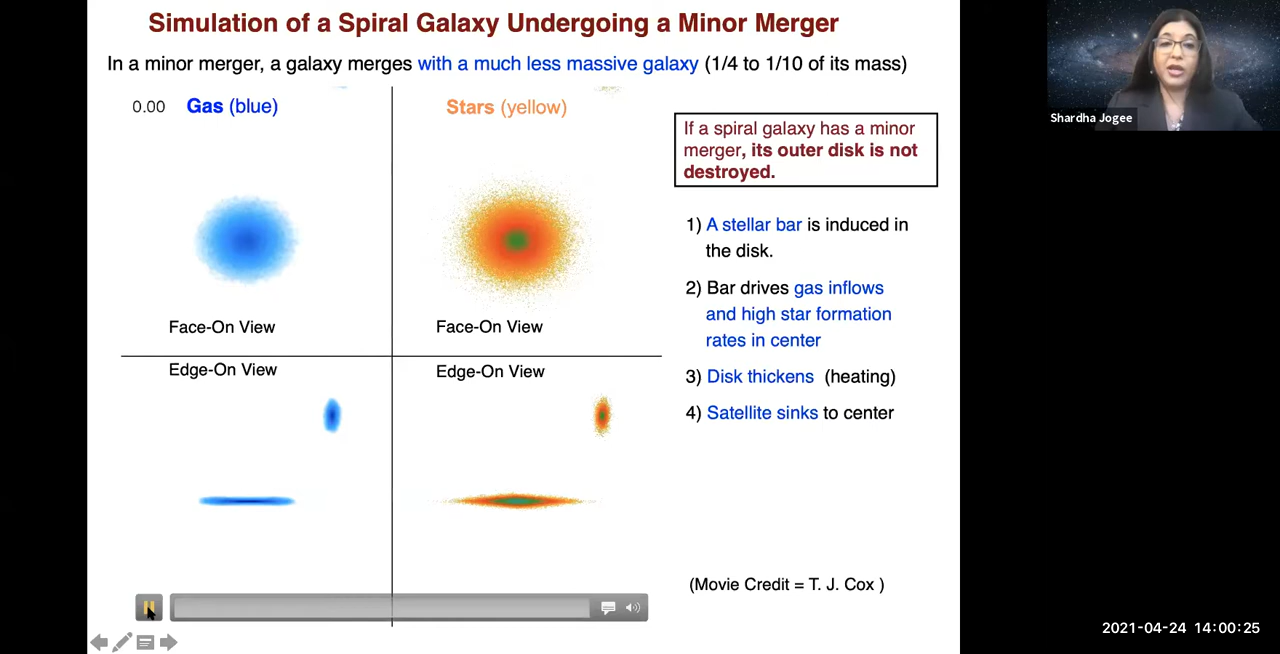 Simulation of a Spiral Galaxy Undergoing a Minor Merger
In a minor merger, a galaxy merges with a much less massive galaxy (1/4 to 1/10 of its mass)
0.00 Gas (blue)
Stars (yellow)
Face-On View
Face-On View
Edge-On View
Edge-On View
If a spiral galaxy has a minor
merger, its outer disk is not
destroyed.
1) A stellar bar is induced in
the disk.
2) Bar drives gas inflows
and high star formation
rates in center
3) Disk thickens (heating)
4) Satellite sinks to center
(Movie Credit = T. J. Cox )
Shardha Jogee
2021-04-24 14:00:25